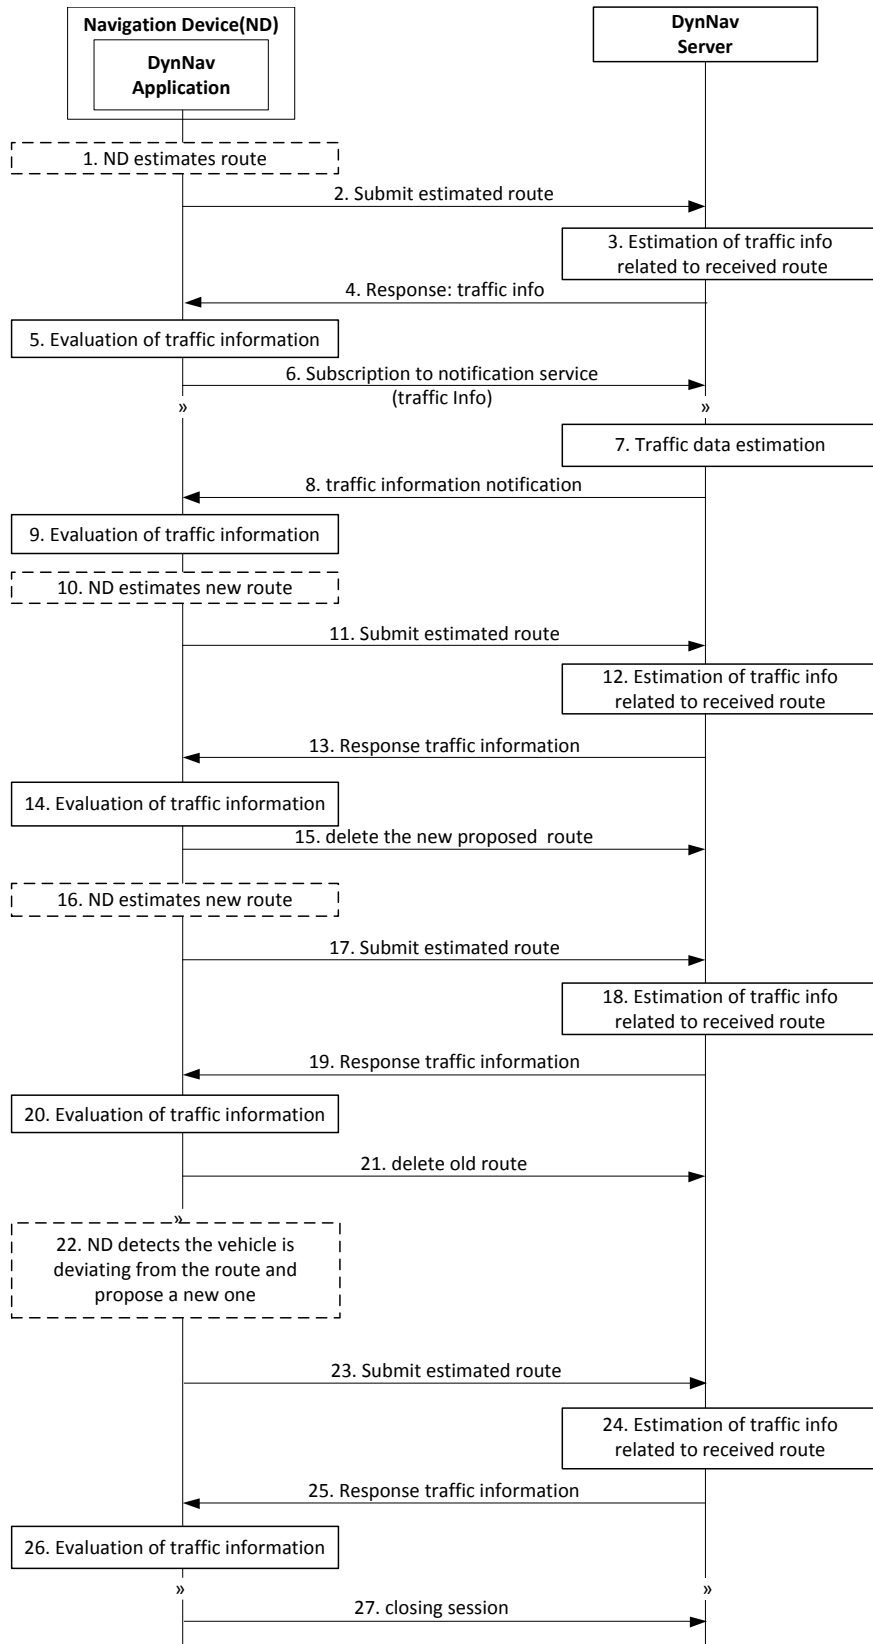 Navigation Device(ND)
DynNav
Application
DynNav
Server
1. ND estimates route
2. Submit estimated route
3. Estimation of traffic info
related to received route
4. Response: traffic info
5. Evaluation of traffic information
6. Subscription to notification service
(traffic Info)
»
»
7. Traffic data estimation
8. traffic information notification
9. Evaluation of traffic information
10. ND estimates new route
11. Submit estimated route
12. Estimation of traffic info
related to received route
13. Response traffic information
14. Evaluation of traffic information
15. delete the new proposed  route
16. ND estimates new route
17. Submit estimated route
18. Estimation of traffic info
related to received route
19. Response traffic information
20. Evaluation of traffic information
21. delete old route
»
22. ND detects the vehicle is
deviating from the route and
propose a new one
23. Submit estimated route
24. Estimation of traffic info
related to received route
25. Response traffic information
26. Evaluation of traffic information
»
»
27. closing session